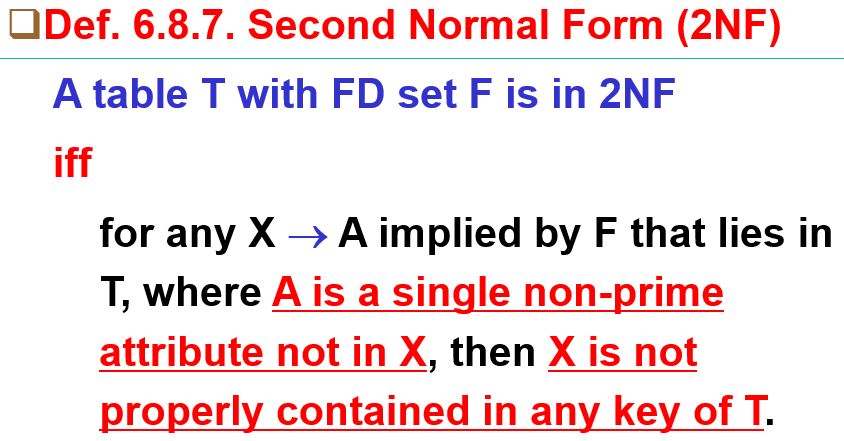 ❑Def. 6.8.7. Second Normal Form (2NF)
A table T with FD set F is in 2NF
iff
for any X → A implied by F that lies in
T, where A is a single non-prime
attribute not in X, then X is not
properly contained in any key of T.